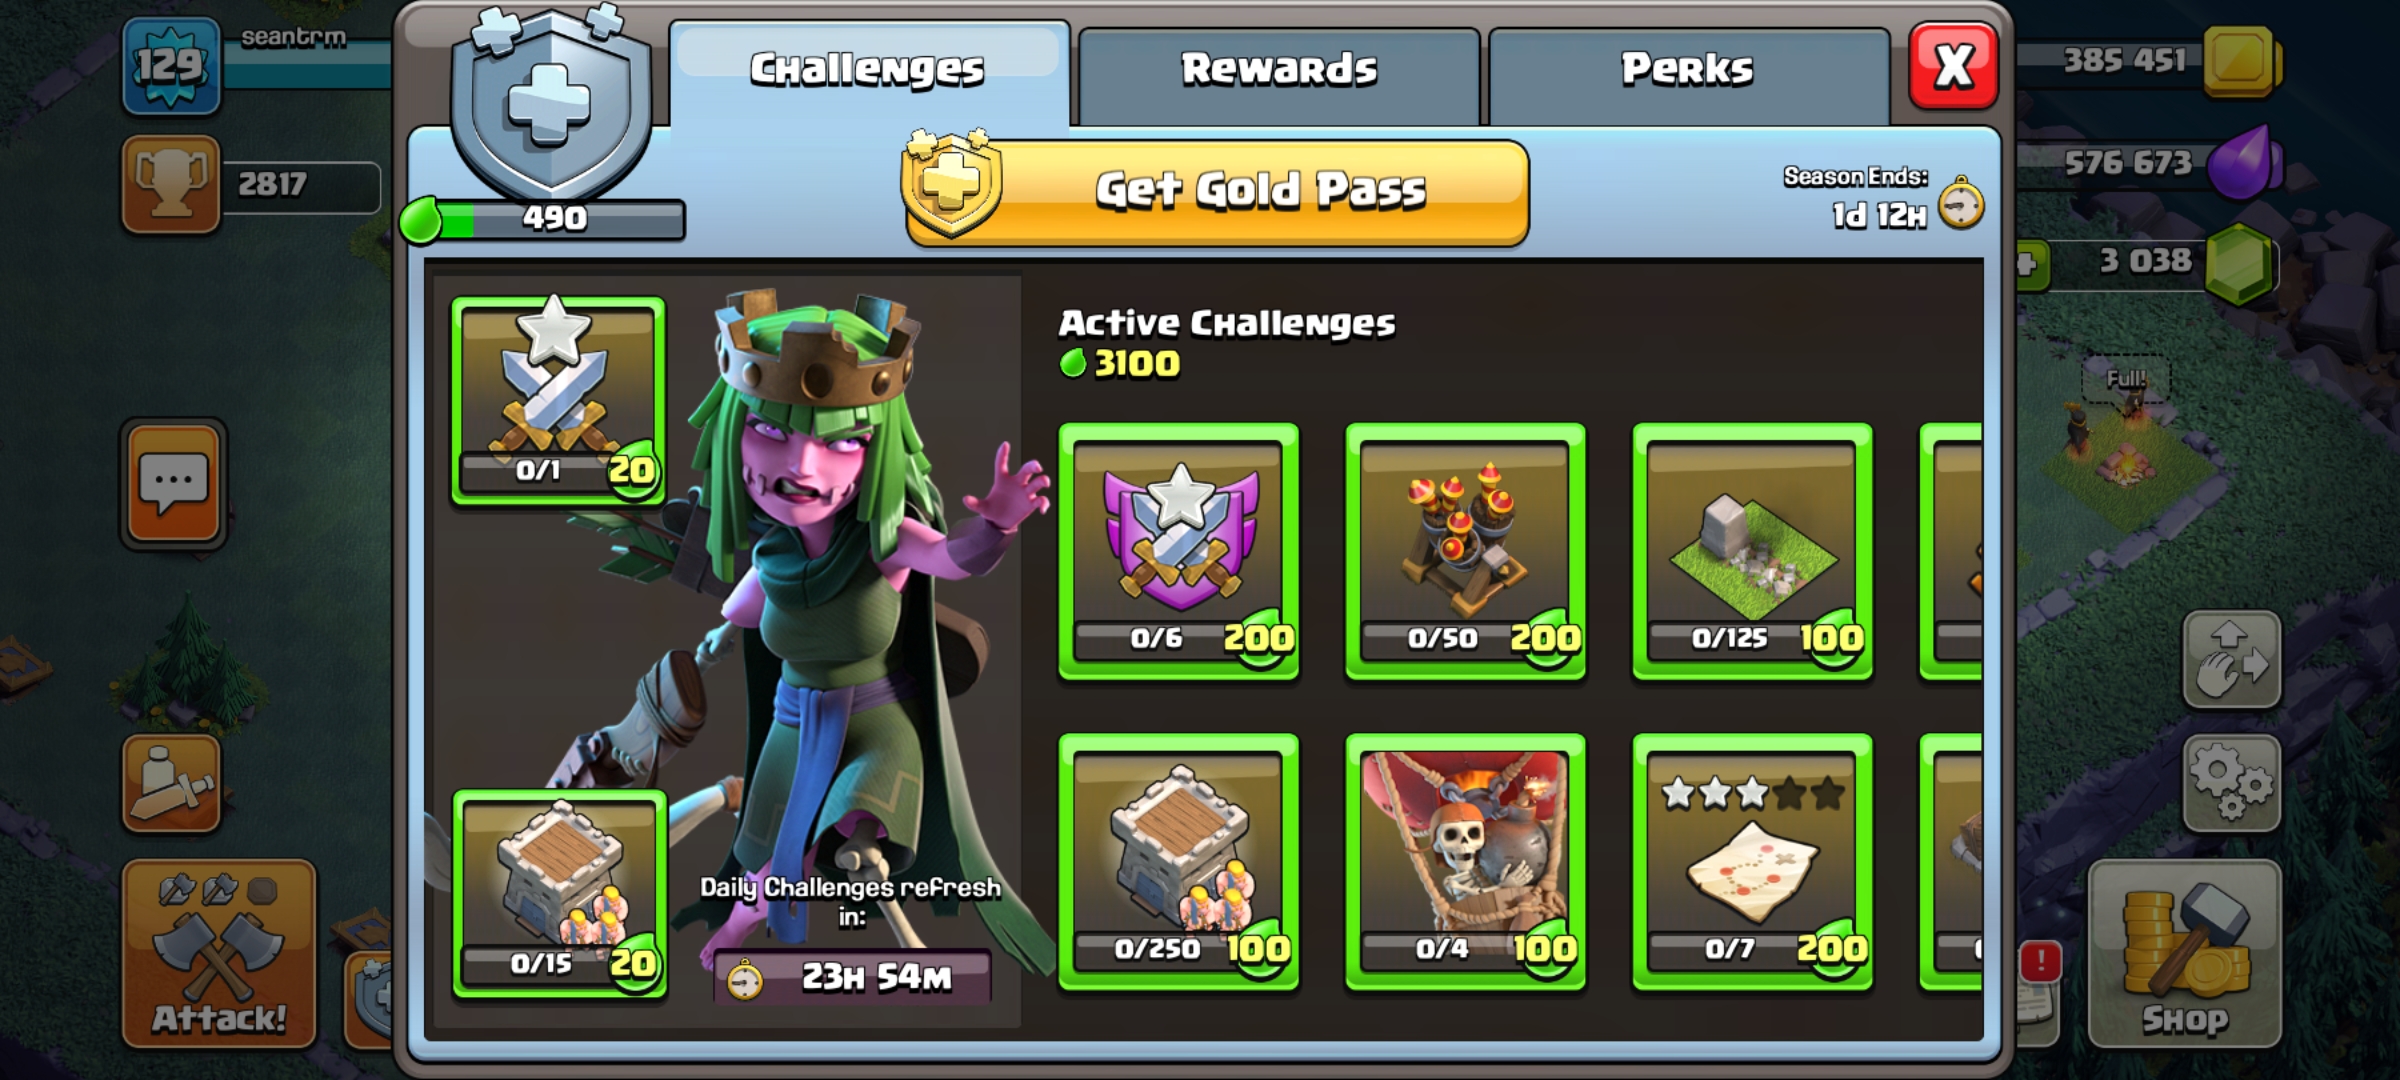 129
seantrm
Challenges
Rewards
Perks
X
385 451
2817
490
Get Gold Pass
Season Ends:
1d 12H
576 673
3 038
Active Challenges
3100
Full!
0/1
20
0/6
200
0/50
200
0/125
100
0/15
20
Daily Challenges refresh
in:
23H 54M
0/250
100
0/4
100
0/7
200
Attack!
!
Shop